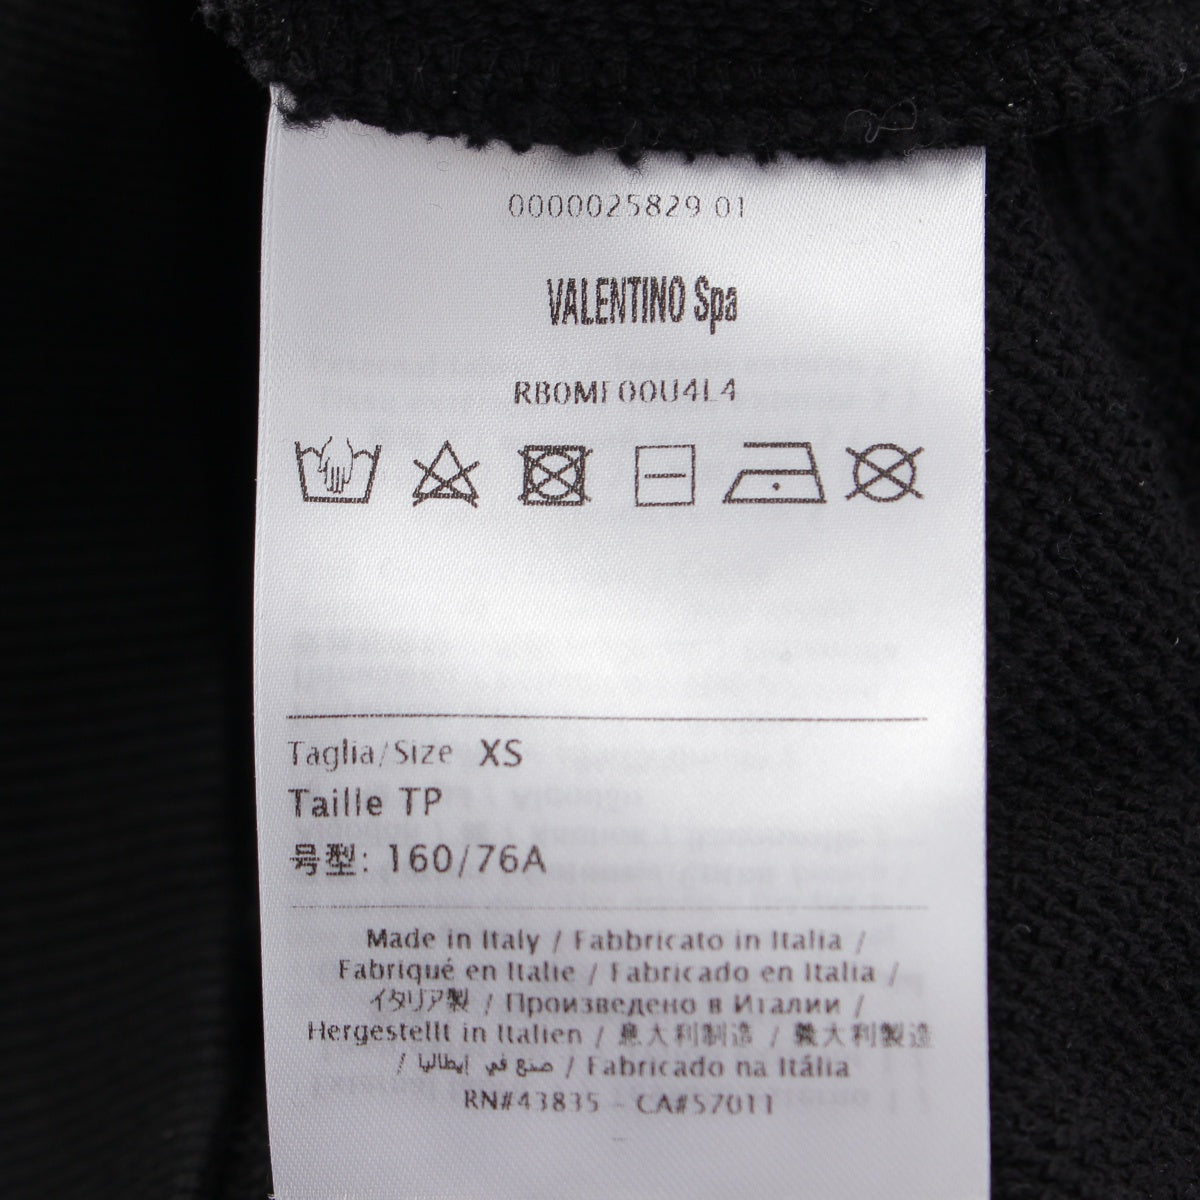 0000025829 01
VALENTINO Spa
RB0MF00U4L4
Taglia/Size XS
Taille TP
号型: 160/76A
Made in Italy / Fabbricato in Italia /
Fabriqué en Italie / Fabricado en Italia /
イタリア製 / Произведено в Италии /
Hergestellt in Italien / 意大利制造 / 義大利製造
/ صنع في إيطاليا / Fabricado na Itália
RN#43835 - CA#57011